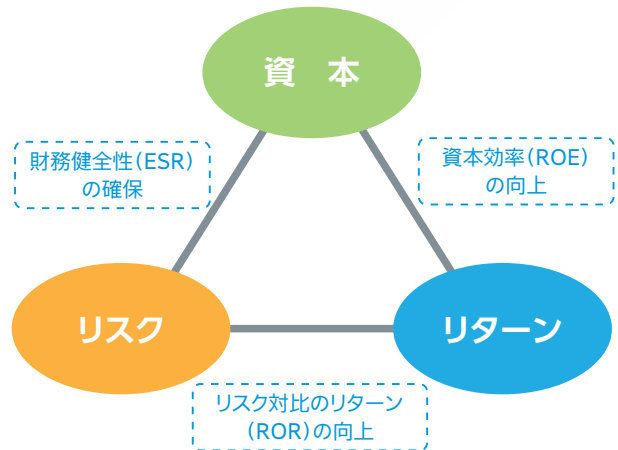 資　本
財務健全性(ESR)
の確保
資本効率(ROE)
の向上
リスク
リターン
リスク対比のリターン
(ROR)の向上